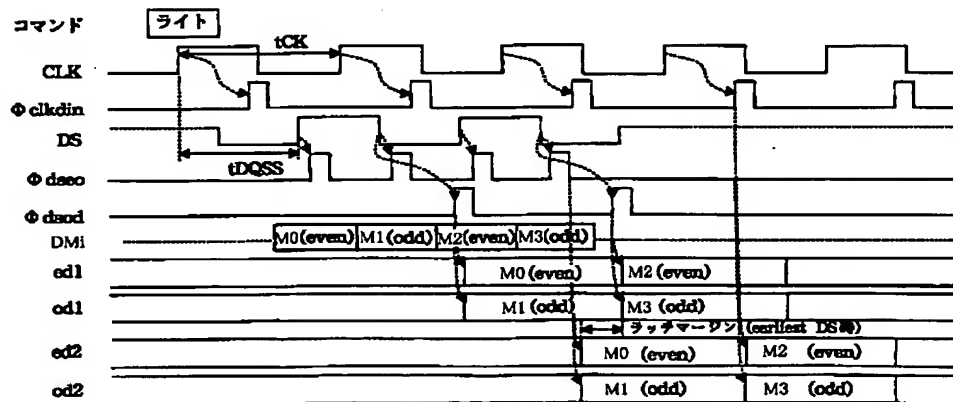 コマンド ライト
tCK
CLK
Φclkdin
DS
tDQSS
Φdseo
Φdsod
DMi M0(even) M1(odd) M2(even) M3(odd)
ed1 M0(even) M2(even)
od1 M1(odd) M3(odd)
ラッチマージン (earliest DS時)
ed2 M0 (even) M2 (even)
od2 M1 (odd) M3 (odd)